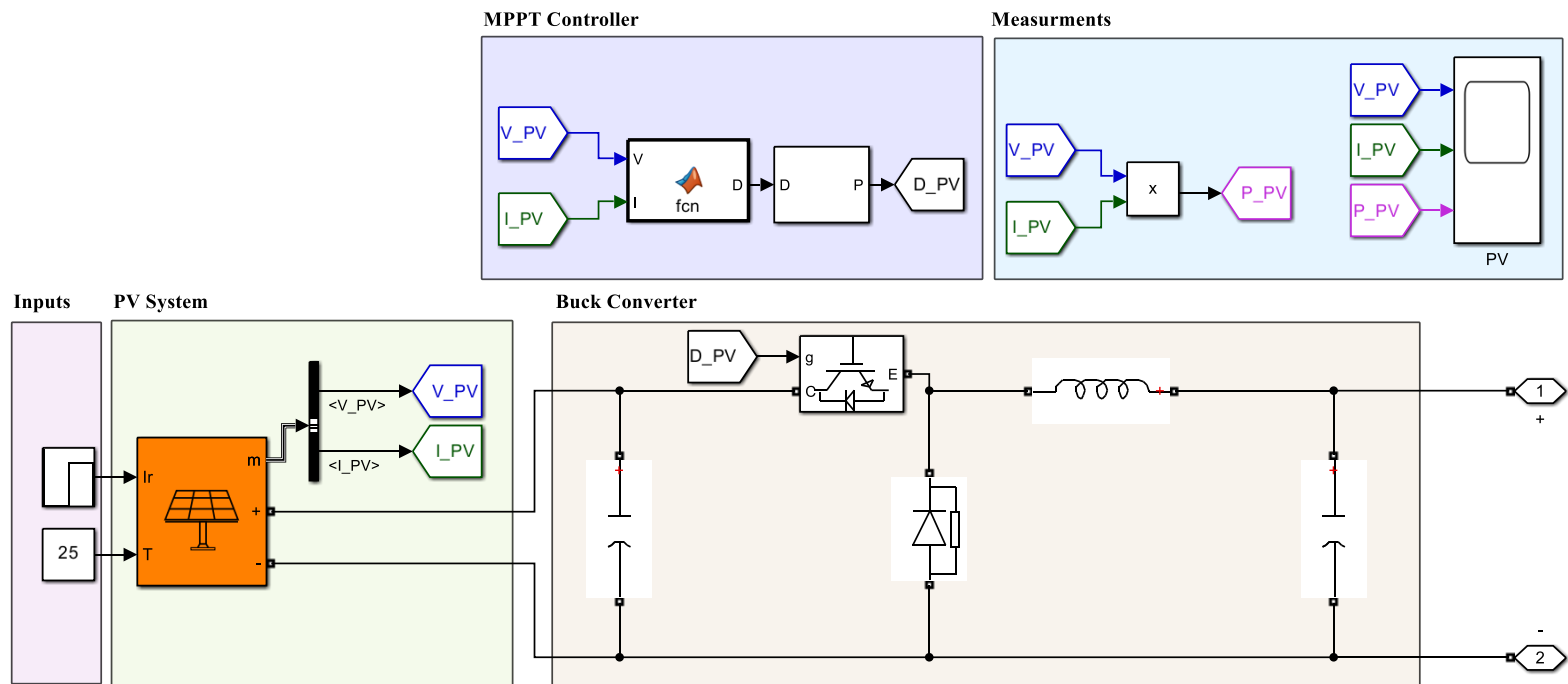 MPPT Controller
V_PV
I_PV
V
I
D
fcn
D
P
D_PV
Measurments
V_PV
I_PV
x
P_PV
V_PV
I_PV
P_PV
PV
Inputs
25
PV System
Ir
T
m
+
-
<V_PV>
<I_PV>
V_PV
I_PV
Buck Converter
D_PV
g
C
E
+
+
+
1
+
-
2